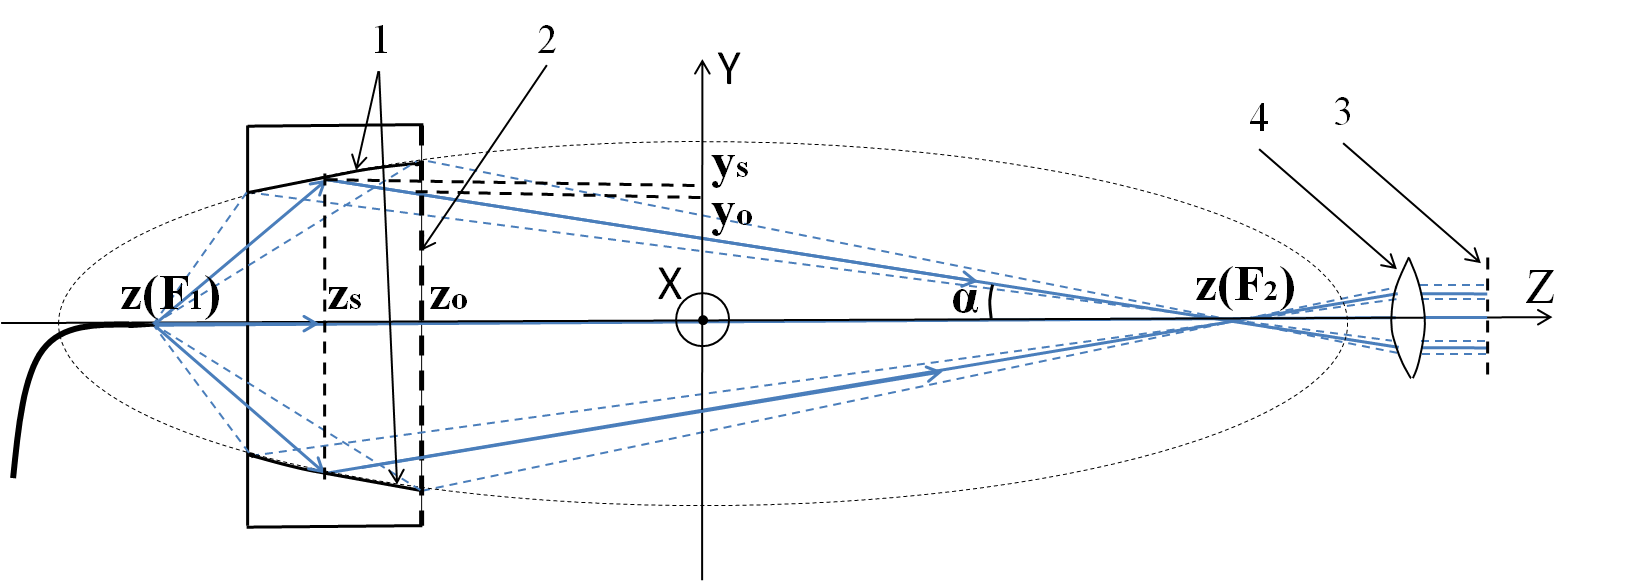 1
2
Y
4
3
yₛ
yₒ
X
z(F₁)
zₛ
zₒ
α
z(F₂)
Z